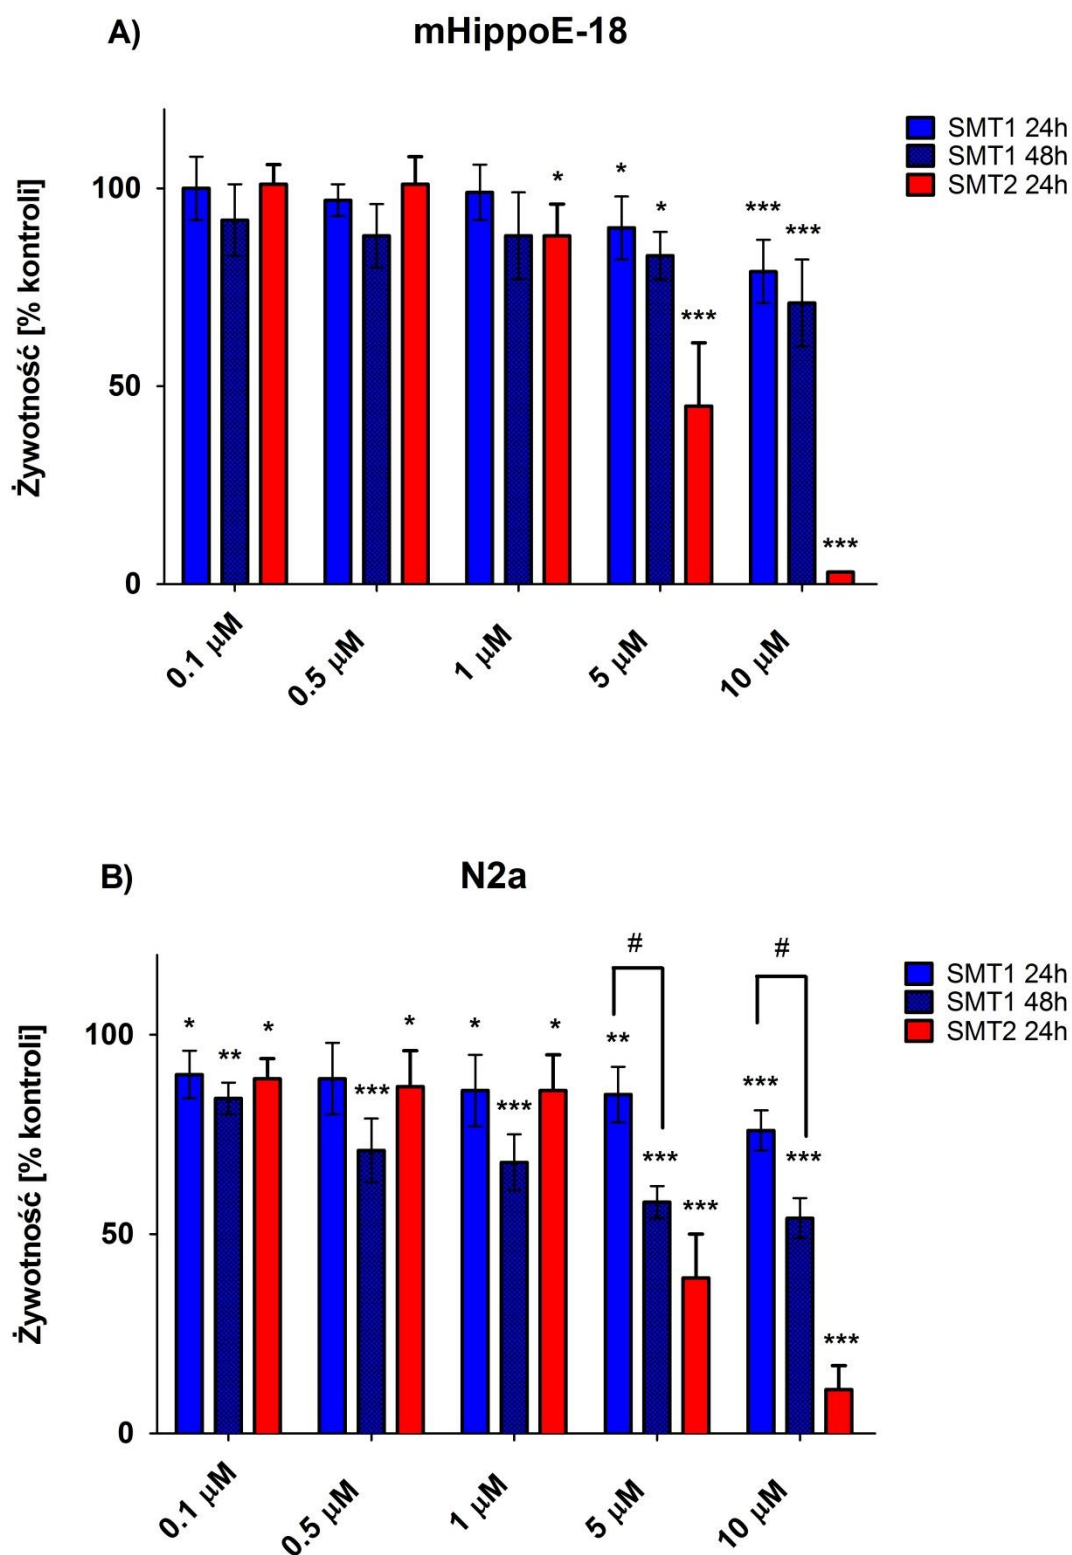 A)
mHippoE-18
SMT1 24h
SMT1 48h
SMT2 24h
Żywotność [% kontroli]
100
50
0
* * * * *** *** *** ***
0.1 µM
0.5 µM
1 µM
5 µM
10 µM
B)
N2a
SMT1 24h
SMT1 48h
SMT2 24h
Żywotność [% kontroli]
100
50
0
# #
* ** * *** * * *** * ** *** *** *** *** ***
0.1 µM
0.5 µM
1 µM
5 µM
10 µM